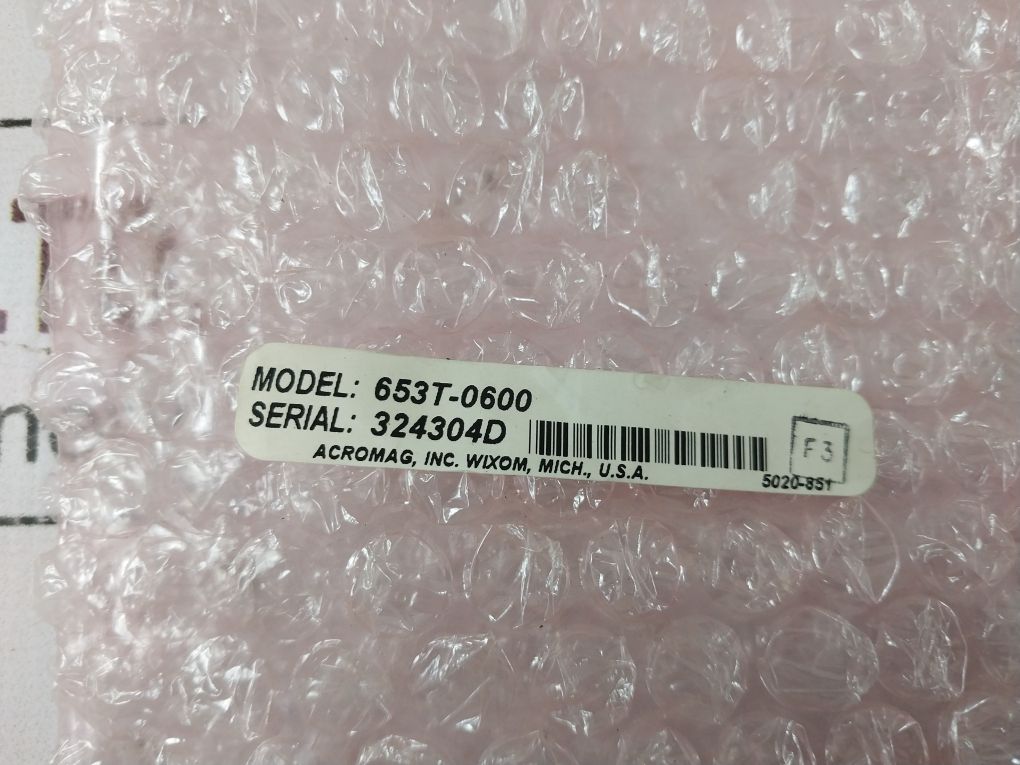 MODEL: 653T-0600
SERIAL: 324304D
ACROMAG, INC. WIXOM, MICH., U.S.A.
F3
5020-851